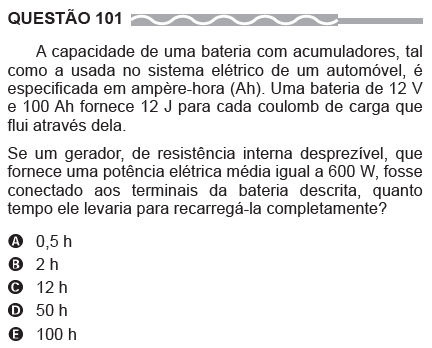 QUESTÃO 101
A capacidade de uma bateria com acumuladores, tal
como a usada no sistema elétrico de um automóvel, é
especificada em ampère-hora (Ah). Uma bateria de 12 V
e 100 Ah fornece 12 J para cada coulomb de carga que
flui através dela.
Se um gerador, de resistência interna desprezível, que
fornece uma potência elétrica média igual a 600 W, fosse
conectado aos terminais da bateria descrita, quanto
tempo ele levaria para recarregá-la completamente?
A 0,5 h
B 2 h
C 12 h
D 50 h
E 100 h